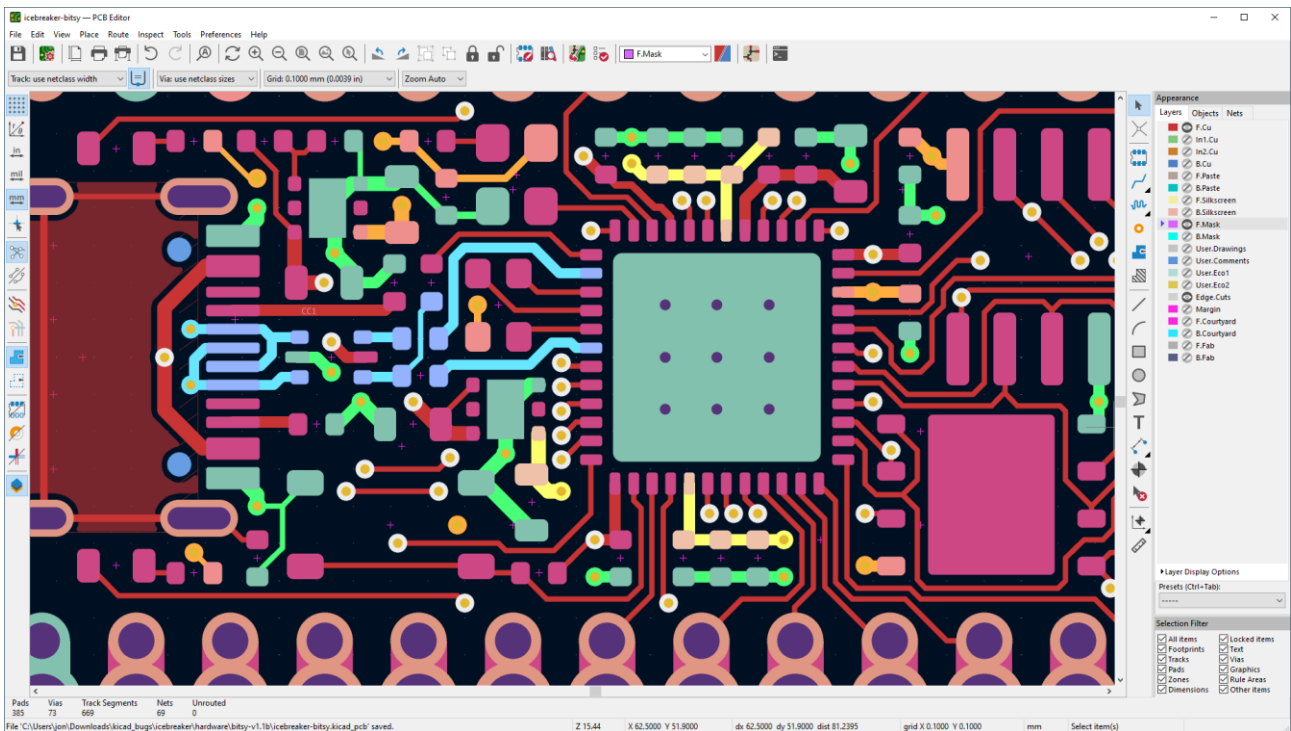 icebreaker-bitsy — PCB Editor
File Edit View Place Route Inspect Tools Preferences Help
F.Mask
Track: use netclass width Via: use netclass sizes Grid: 0.1000 mm (0.0039 in) Zoom Auto
in
mil
mm
CC1
Appearance
Layers Objects Nets
F.Cu
In1.Cu
In2.Cu
B.Cu
F.Paste
B.Paste
F.Silkscreen
B.Silkscreen
F.Mask
B.Mask
User.Drawings
User.Comments
User.Eco1
User.Eco2
Edge.Cuts
Margin
F.Courtyard
B.Courtyard
F.Fab
B.Fab
Layer Display Options
Presets (Ctrl+Tab):
-----
Selection Filter
All items Locked items
Footprints Text
Tracks Vias
Pads Graphics
Zones Rule Areas
Dimensions Other items
Pads Vias Track Segments Nets Unrouted
385 73 669 69 0
File 'C:\Users\jon\Downloads\kicad_bugs\icebreaker\hardware\bitsy-v1.1b\icebreaker-bitsy.kicad_pcb' saved. Z 15.44 X 62.5000 Y 51.9000 dx 62.5000 dy 51.9000 dist 81.2395 grid X 0.1000 Y 0.1000 mm Select item(s)